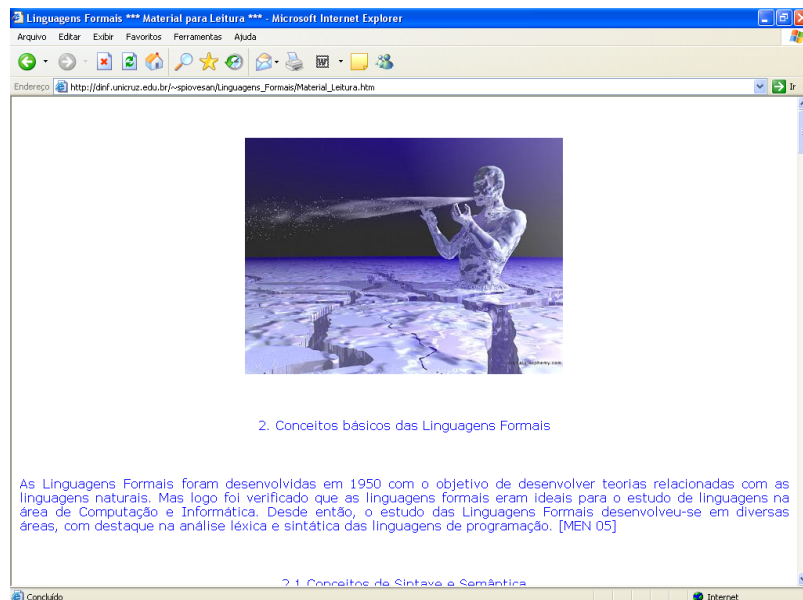 Linguagens Formais *** Material para Leitura *** - Microsoft Internet Explorer
Arquivo Editar Exibir Favoritos Ferramentas Ajuda
Endereço http://dinf.unicruz.edu.br/~spiovesan/Linguagens_Formais/Material_Leitura.htm Ir
2. Conceitos básicos das Linguagens Formais
As Linguagens Formais foram desenvolvidas em 1950 com o objetivo de desenvolver teorias relacionadas com as
linguagens naturais. Mas logo foi verificado que as linguagens formais eram ideais para o estudo de linguagens na
área de Computação e Informática. Desde então, o estudo das Linguagens Formais desenvolveu-se em diversas
áreas, com destaque na análise léxica e sintática das linguagens de programação. [MEN 05]
2.1 Conceitos de Sintaxe e Semântica
Concluído Internet